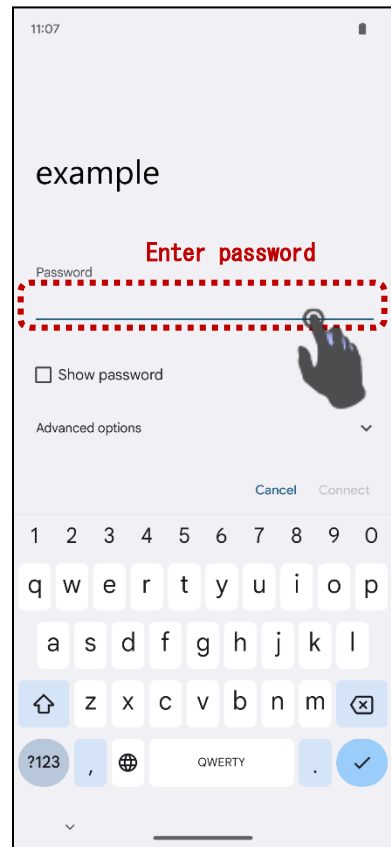 11:07
example
Enter password
Password
Show password
Advanced options
Cancel Connect
1 2 3 4 5 6 7 8 9 0
q w e r t y u i o p
a s d f g h j k l
z x c v b n m
?123 , QWERTY .